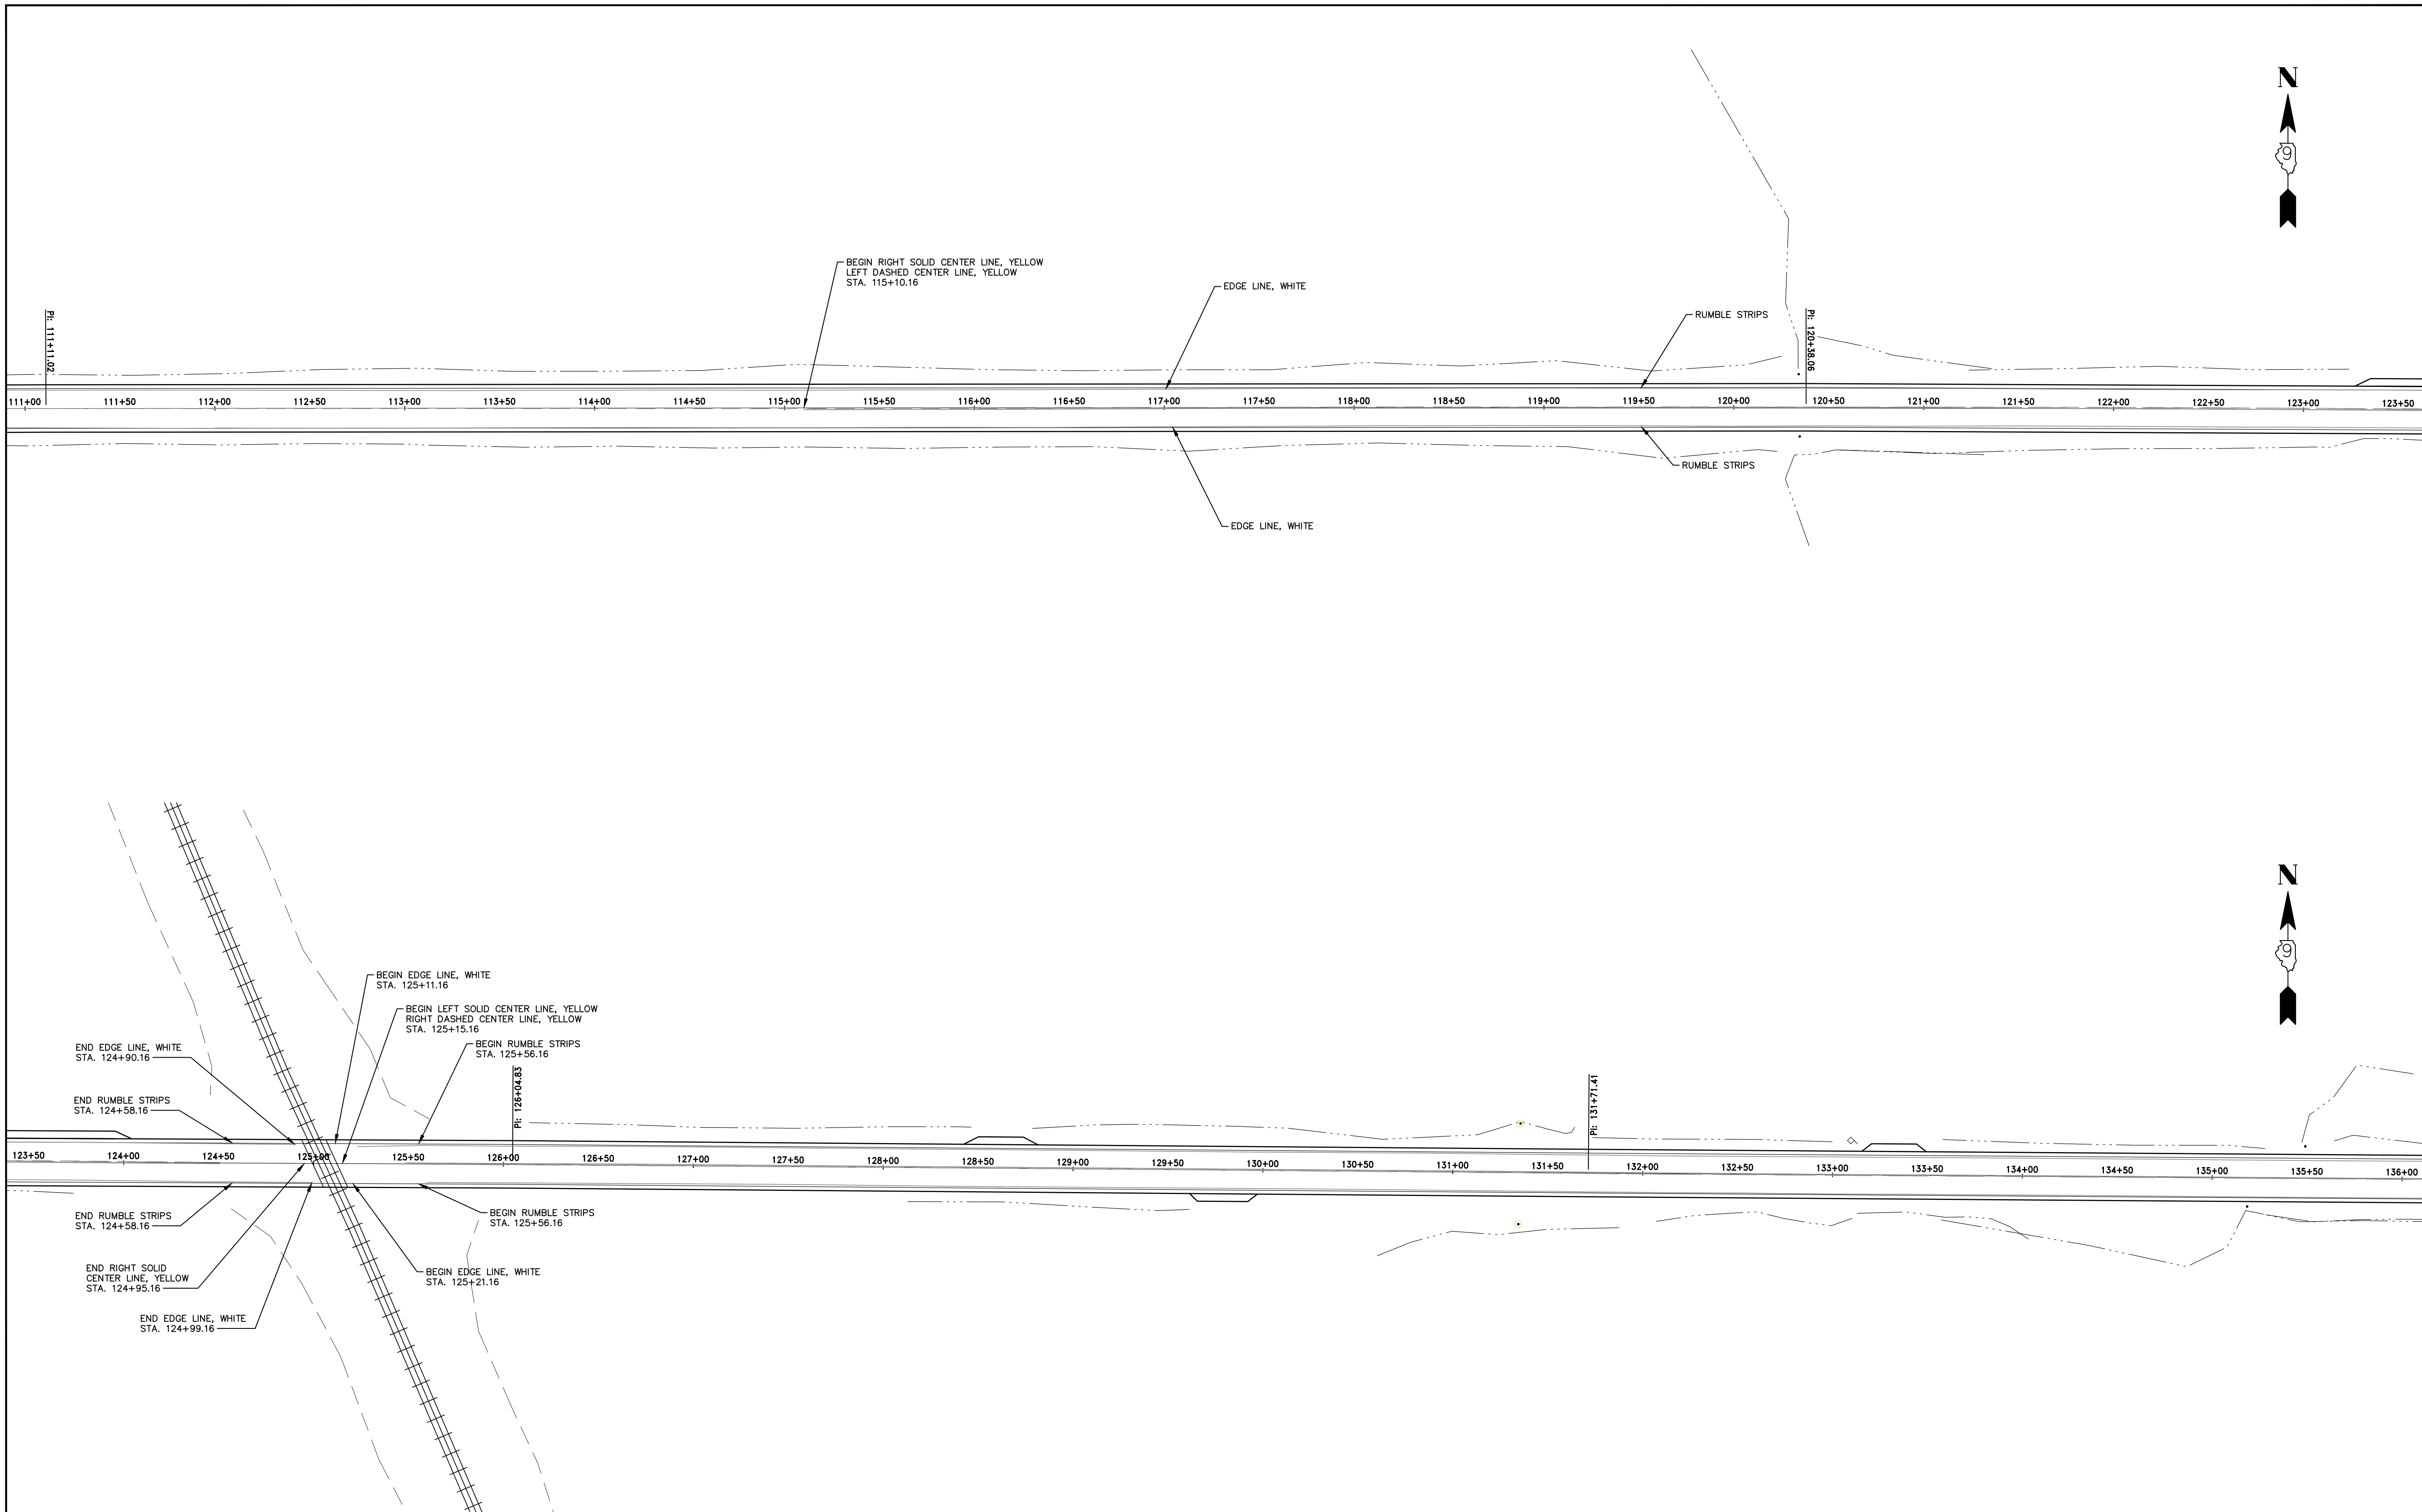 N
9
BEGIN RIGHT SOLID CENTER LINE, YELLOW
LEFT DASHED CENTER LINE, YELLOW
STA. 115+10.16
EDGE LINE, WHITE
RUMBLE STRIPS
PI: 111+11.02
PI: 120+38.06
111+00 111+50 112+00 112+50 113+00 113+50 114+00 114+50 115+00 115+50 116+00 116+50 117+00 117+50 118+00 118+50 119+00 119+50 120+00 120+50 121+00 121+50 122+00 122+50 123+00 123+50
RUMBLE STRIPS
EDGE LINE, WHITE
N
9
BEGIN EDGE LINE, WHITE
STA. 125+11.16
BEGIN LEFT SOLID CENTER LINE, YELLOW
RIGHT DASHED CENTER LINE, YELLOW
STA. 125+15.16
END EDGE LINE, WHITE
STA. 124+90.16
BEGIN RUMBLE STRIPS
STA. 125+56.16
PI: 126+04.83
PI: 131+71.41
END RUMBLE STRIPS
STA. 124+58.16
123+50 124+00 124+50 125+00 125+50 126+00 126+50 127+00 127+50 128+00 128+50 129+00 129+50 130+00 130+50 131+00 131+50 132+00 132+50 133+00 133+50 134+00 134+50 135+00 135+50 136+00
END RUMBLE STRIPS
STA. 124+58.16
BEGIN RUMBLE STRIPS
STA. 125+56.16
END RIGHT SOLID
CENTER LINE, YELLOW
STA. 124+95.16
BEGIN EDGE LINE, WHITE
STA. 125+21.16
END EDGE LINE, WHITE
STA. 124+99.16